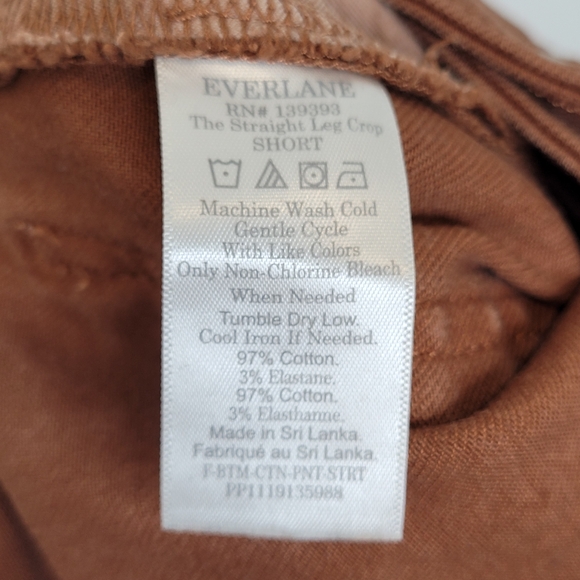 EVERLANE
RN# 139393
The Straight Leg Crop
SHORT
Machine Wash Cold
Gentle Cycle
With Like Colors
Only Non-Chlorine Bleach
When Needed
Tumble Dry Low.
Cool Iron If Needed.
97% Cotton.
3% Elastane.
97% Cotton.
3% Elasthanne.
Made in Sri Lanka.
Fabriqué au Sri Lanka.
F-BTM-CTN-PNT-STRT
PP1119135988